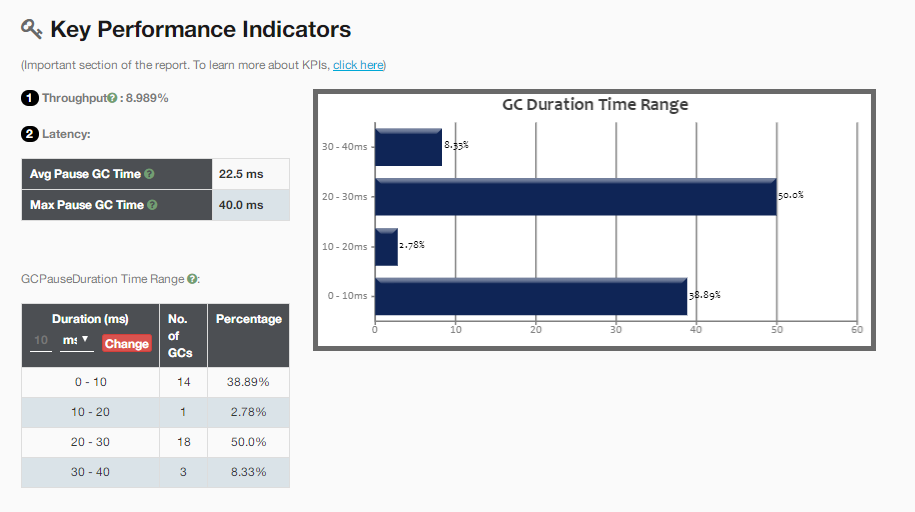 Key Performance Indicators
(Important section of the report. To learn more about KPIs, click here)
1 Throughput? : 8.989%
2 Latency:
Avg Pause GC Time ? 22.5 ms
Max Pause GC Time ? 40.0 ms
GCPauseDuration Time Range ?:
Duration (ms) No. of GCs Percentage
10 ms ▼ Change
0 - 10 14 38.89%
10 - 20 1 2.78%
20 - 30 18 50.0%
30 - 40 3 8.33%
GC Duration Time Range
30 - 40ms 8.33%
20 - 30ms 50.0%
10 - 20ms 2.78%
0 - 10ms 38.89%
0 10 20 30 40 50 60